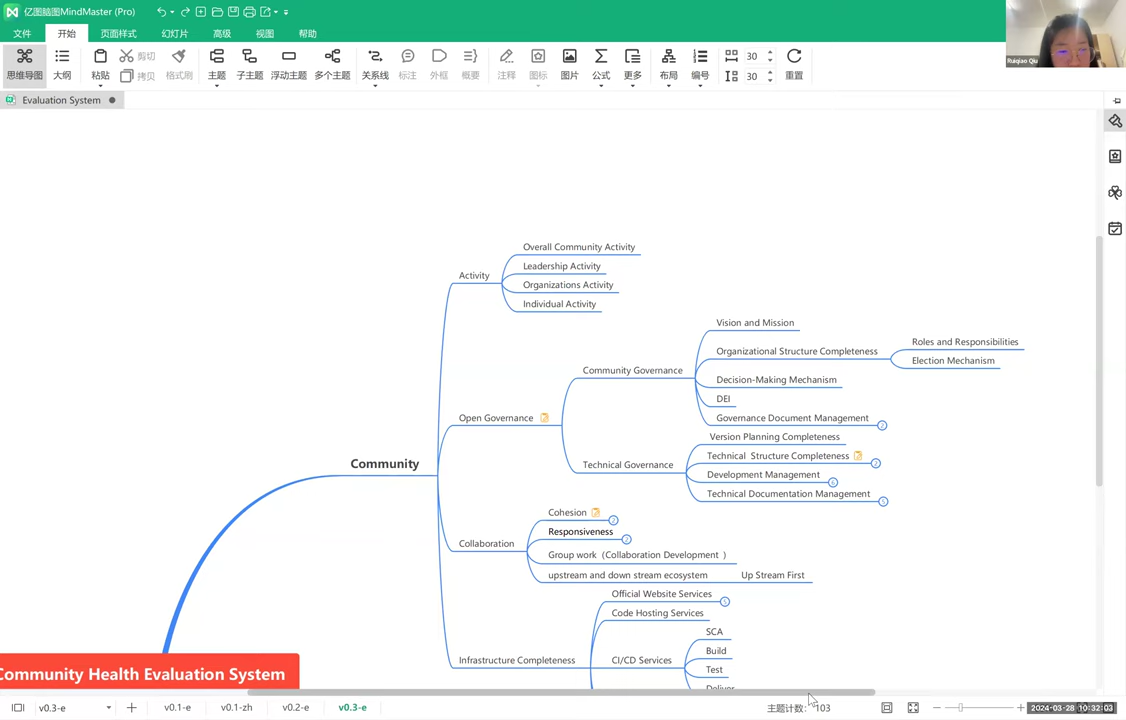 亿图脑图MindMaster (Pro)
文件 开始 页面样式 幻灯片 高级 视图 帮助
思维导图 大纲 粘贴 剪切 拷贝 格式刷 主题 子主题 浮动主题 多个主题 关系线 标注 外框 概要 注释 图标 图片 公式 更多 布局 编号 30 30 重置
Ruiqiao Qiu
Evaluation System
Overall Community Activity
Activity
Leadership Activity
Organizations Activity
Individual Activity
Vision and Mission
Organizational Structure Completeness
Roles and Responsibilities
Election Mechanism
Community Governance
Decision-Making Mechanism
DEI
Open Governance
Governance Document Management 2
Version Planning Completeness
Technical Governance
Technical Structure Completeness 2
Community
Development Management 6
Technical Documentation Management 5
Cohesion 2
Responsiveness 2
Collaboration
Group work（Collaboration Development ）
upstream and down stream ecosystem Up Stream First
Official Website Services 5
Code Hosting Services
SCA
Build
Infrastructure Completeness CI/CD Services
Test
Deliver
Community Health Evaluation System
v0.3-e v0.1-e v0.1-zh v0.2-e v0.3-e 主题计数： 103 2024-03-28 10:32:03